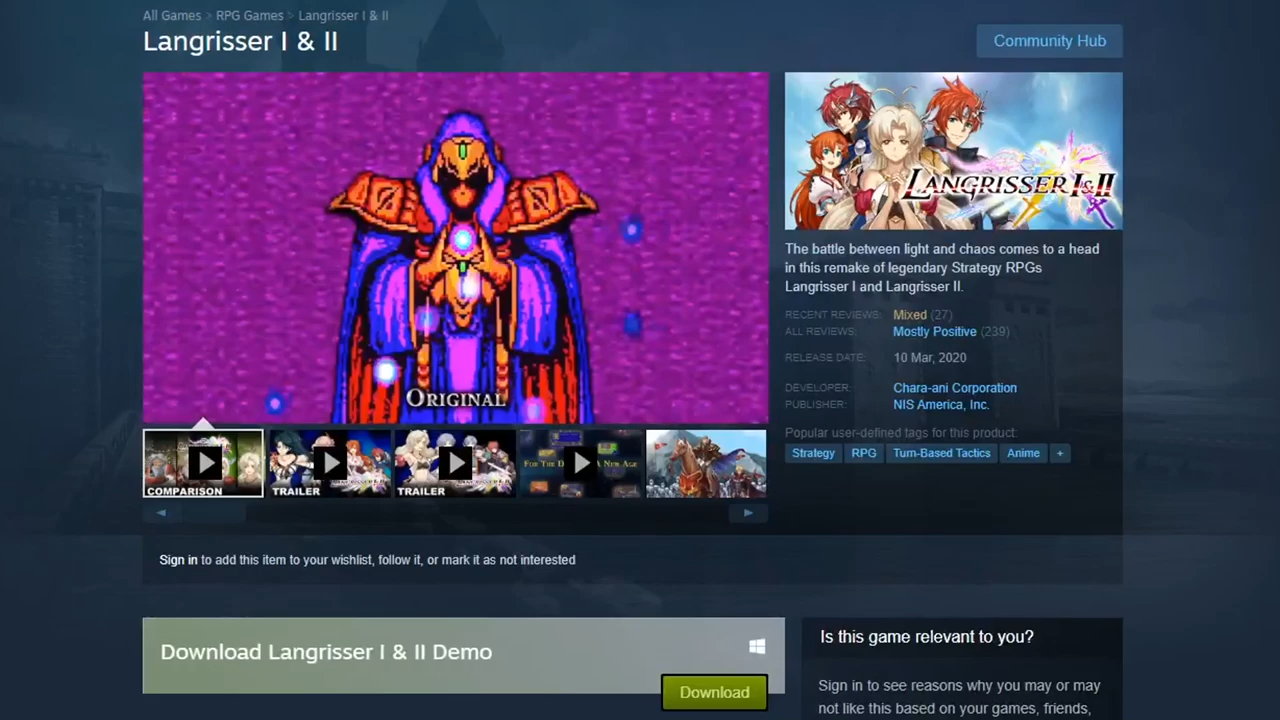 All Games > RPG Games > Langrisser I & II
Langrisser I & II
Community Hub
ORIGINAL
LANGRISSER I & II
The battle between light and chaos comes to a head
in this remake of legendary Strategy RPGs
Langrisser I and Langrisser II.
RECENT REVIEWS: Mixed (27)
ALL REVIEWS: Mostly Positive (239)
RELEASE DATE: 10 Mar, 2020
DEVELOPER: Chara-ani Corporation
PUBLISHER: NIS America, Inc.
Popular user-defined tags for this product:
Strategy RPG Turn-Based Tactics Anime +
COMPARISON
TRAILER
TRAILER
Sign in to add this item to your wishlist, follow it, or mark it as not interested
Download Langrisser I & II Demo
Download
Is this game relevant to you?
Sign in to see reasons why you may or may
not like this based on your games, friends,